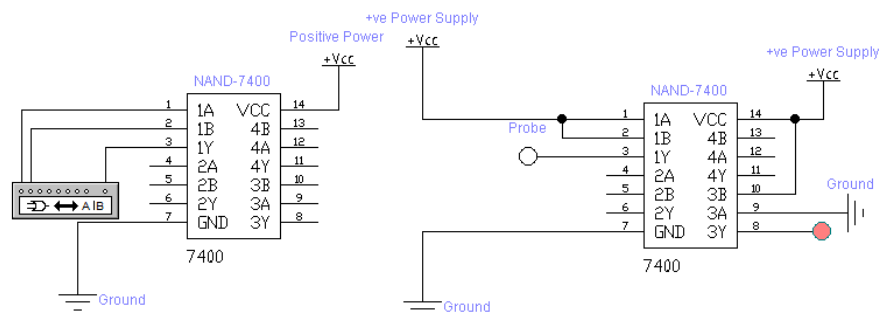 Positive Power
+Vcc
NAND-7400
1 1A VCC 14
2 1B 4B 13
3 1Y 4A 12
4 2A 4Y 11
5 2B 3B 10
6 2Y 3A 9
7 GND 3Y 8
7400
A|B
Ground
+ve Power Supply
+Vcc
+ve Power Supply
+Vcc
NAND-7400
Probe
1 1A VCC 14
2 1B 4B 13
3 1Y 4A 12
4 2A 4Y 11
5 2B 3B 10
6 2Y 3A 9
7 GND 3Y 8
7400
Ground
Ground